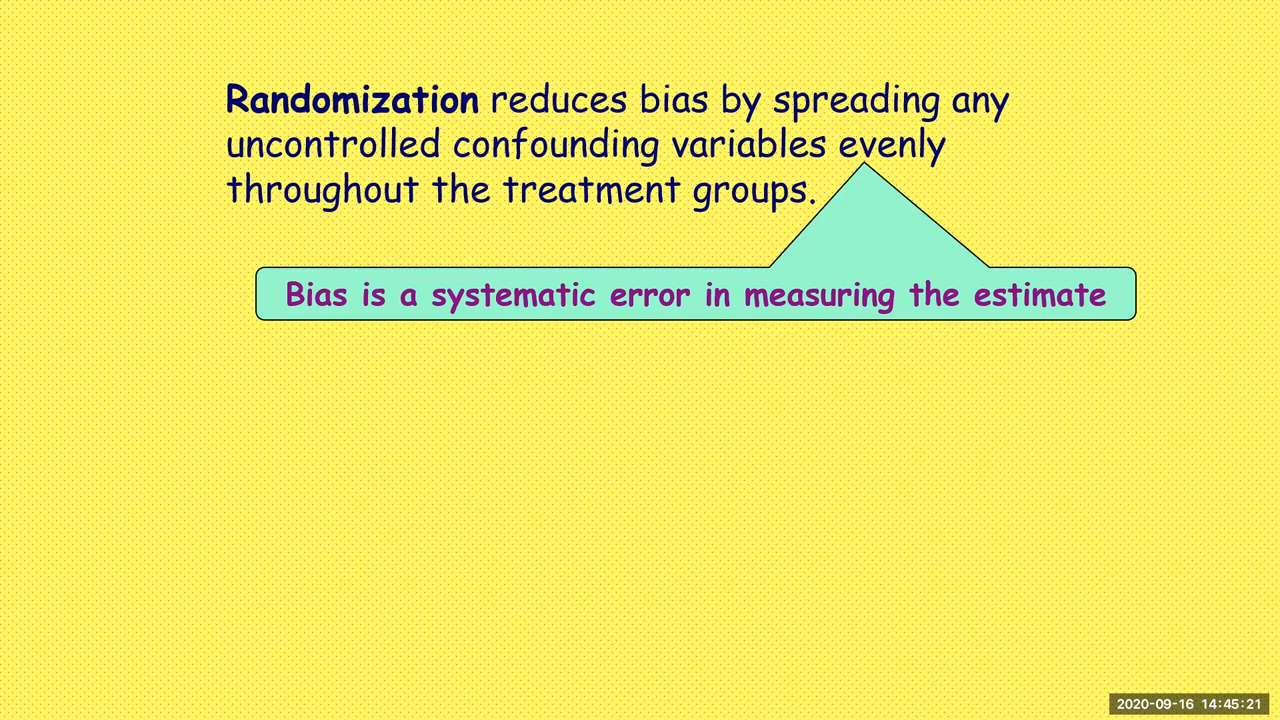 Randomization reduces bias by spreading any
uncontrolled confounding variables evenly
throughout the treatment groups.
Bias is a systematic error in measuring the estimate
2020-09-16 14:45:21